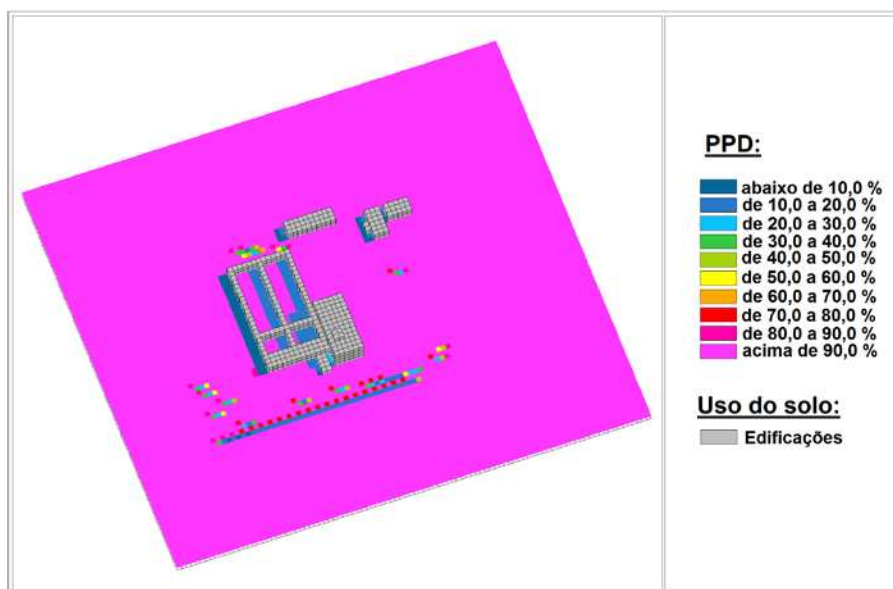 PPD:
abaixo de 10,0 %
de 10,0 a 20,0 %
de 20,0 a 30,0 %
de 30,0 a 40,0 %
de 40,0 a 50,0 %
de 50,0 a 60,0 %
de 60,0 a 70,0 %
de 70,0 a 80,0 %
de 80,0 a 90,0 %
acima de 90,0 %
Uso do solo:
Edificações